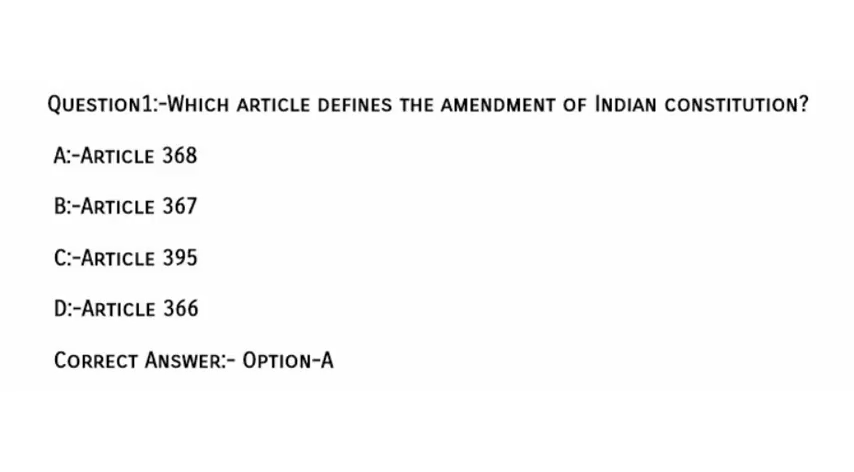 Question1:-Which article defines the amendment of Indian constitution?
A:-Article 368
B:-Article 367
C:-Article 395
D:-Article 366
Correct Answer:- Option-A